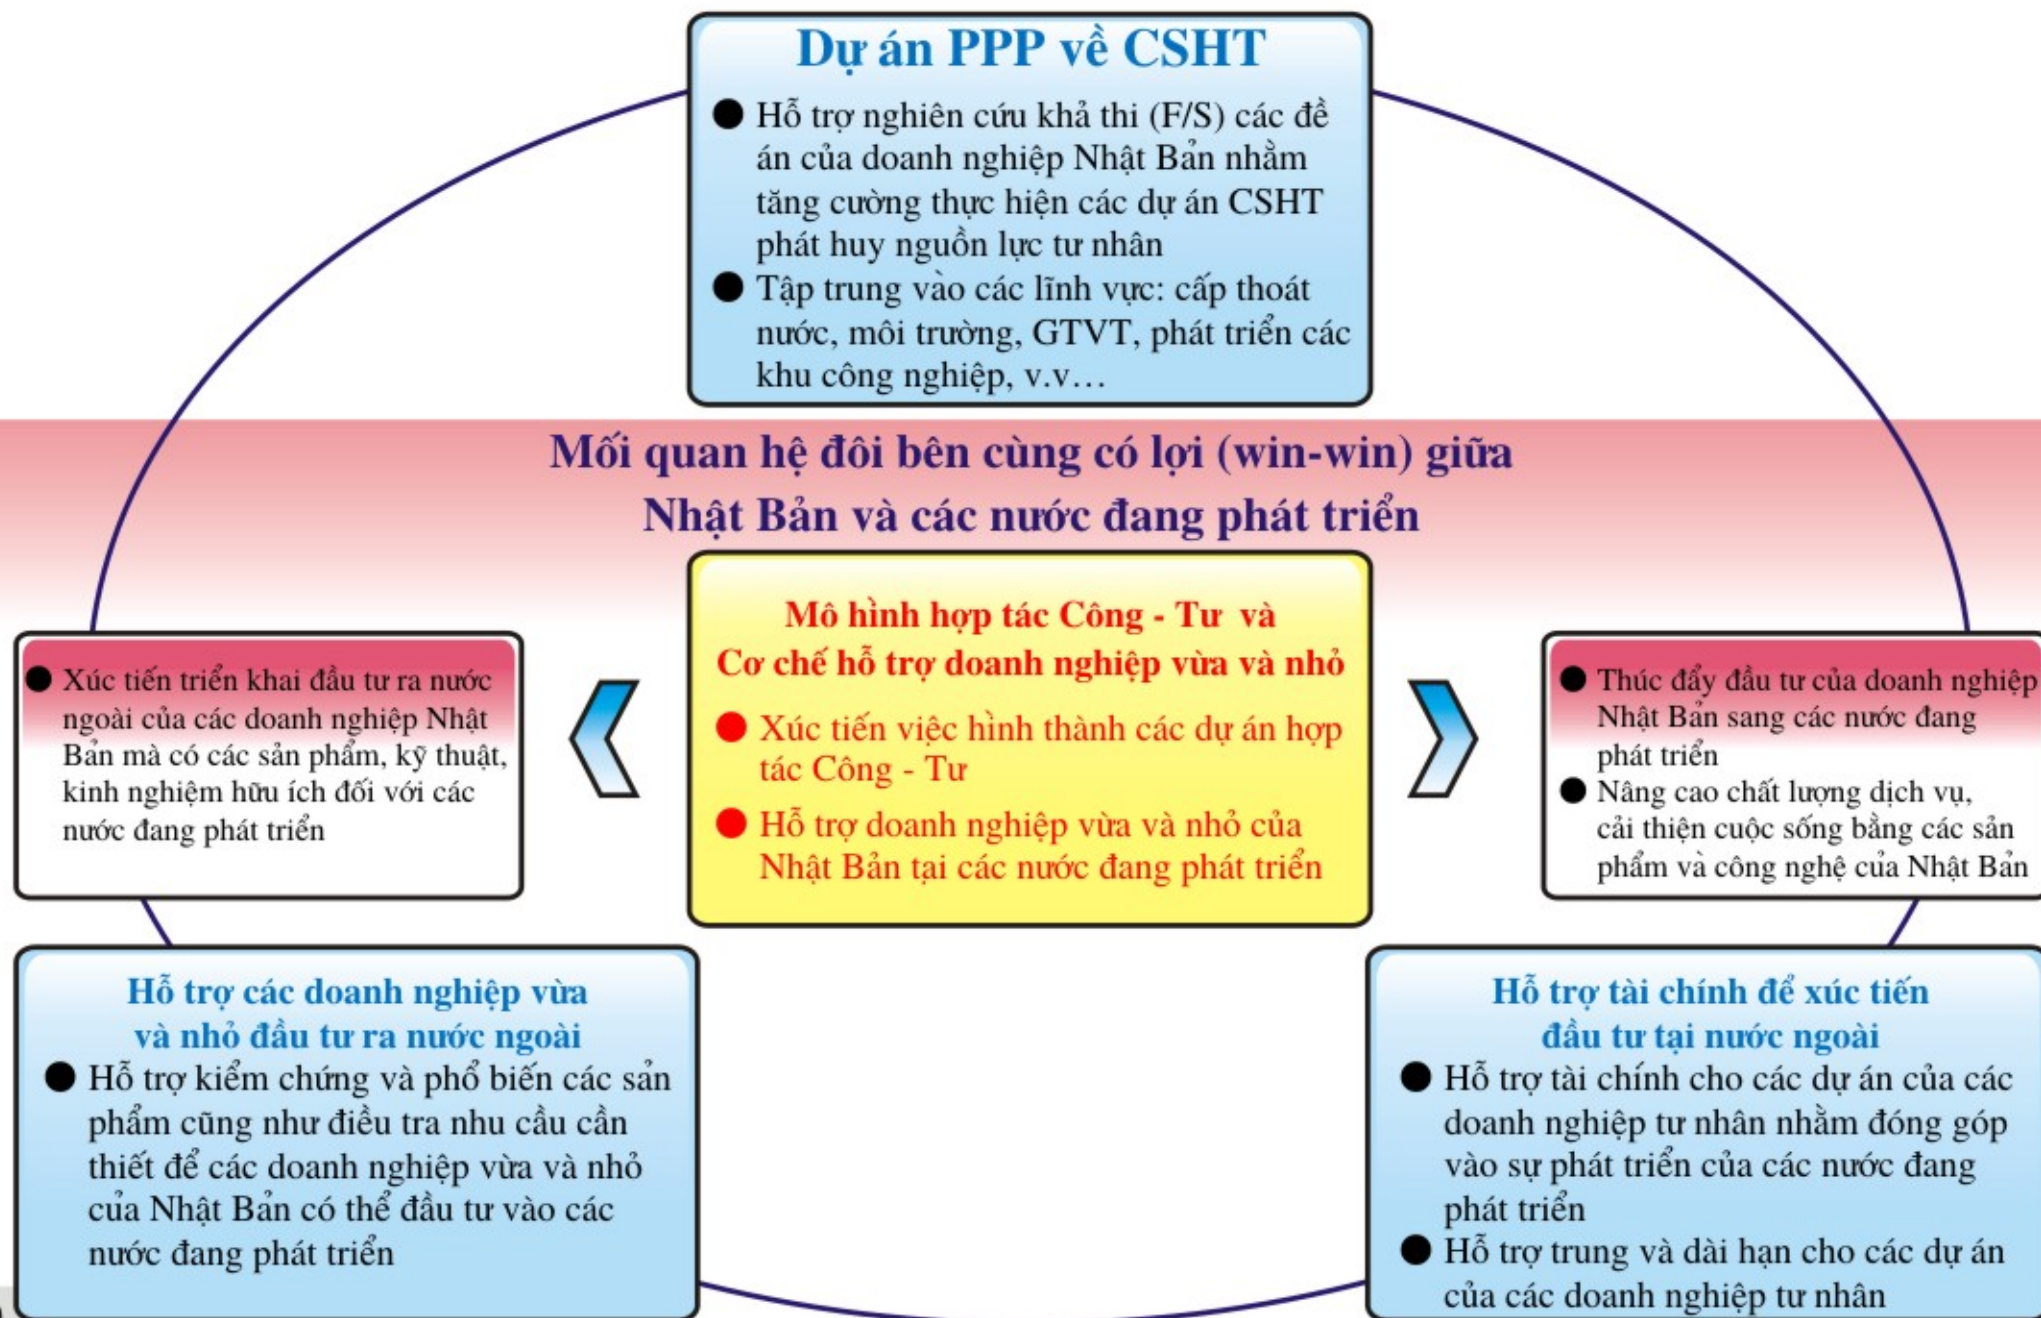 Dự án PPP về CSHT
● Hỗ trợ nghiên cứu khả thi (F/S) các đề
án của doanh nghiệp Nhật Bản nhằm
tăng cường thực hiện các dự án CSHT
phát huy nguồn lực tư nhân
● Tập trung vào các lĩnh vực: cấp thoát
nước, môi trường, GTVT, phát triển các
khu công nghiệp, v.v…
Mối quan hệ đôi bên cùng có lợi (win-win) giữa
Nhật Bản và các nước đang phát triển
● Xúc tiến triển khai đầu tư ra nước
ngoài của các doanh nghiệp Nhật
Bản mà có các sản phẩm, kỹ thuật,
kinh nghiệm hữu ích đối với các
nước đang phát triển
Mô hình hợp tác Công - Tư và
Cơ chế hỗ trợ doanh nghiệp vừa và nhỏ
● Xúc tiến việc hình thành các dự án hợp
tác Công - Tư
● Hỗ trợ doanh nghiệp vừa và nhỏ của
Nhật Bản tại các nước đang phát triển
● Thúc đẩy đầu tư của doanh nghiệp
Nhật Bản sang các nước đang
phát triển
● Nâng cao chất lượng dịch vụ,
cải thiện cuộc sống bằng các sản
phẩm và công nghệ của Nhật Bản
Hỗ trợ các doanh nghiệp vừa
và nhỏ đầu tư ra nước ngoài
● Hỗ trợ kiểm chứng và phổ biến các sản
phẩm cũng như điều tra nhu cầu cần
thiết để các doanh nghiệp vừa và nhỏ
của Nhật Bản có thể đầu tư vào các
nước đang phát triển
Hỗ trợ tài chính để xúc tiến
đầu tư tại nước ngoài
● Hỗ trợ tài chính cho các dự án của các
doanh nghiệp tư nhân nhằm đóng góp
vào sự phát triển của các nước đang
phát triển
● Hỗ trợ trung và dài hạn cho các dự án
của các doanh nghiệp tư nhân